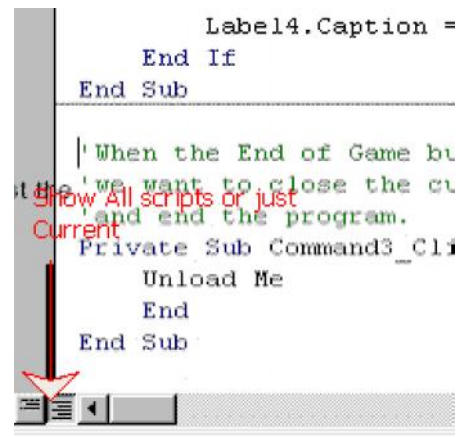 Label4.Caption =
End If
End Sub
'When the End of Game bu
'we want to close the cu
'and end the program.
Show All scripts or just
Current
Private Sub Command3_Cli
Unload Me
End
End Sub